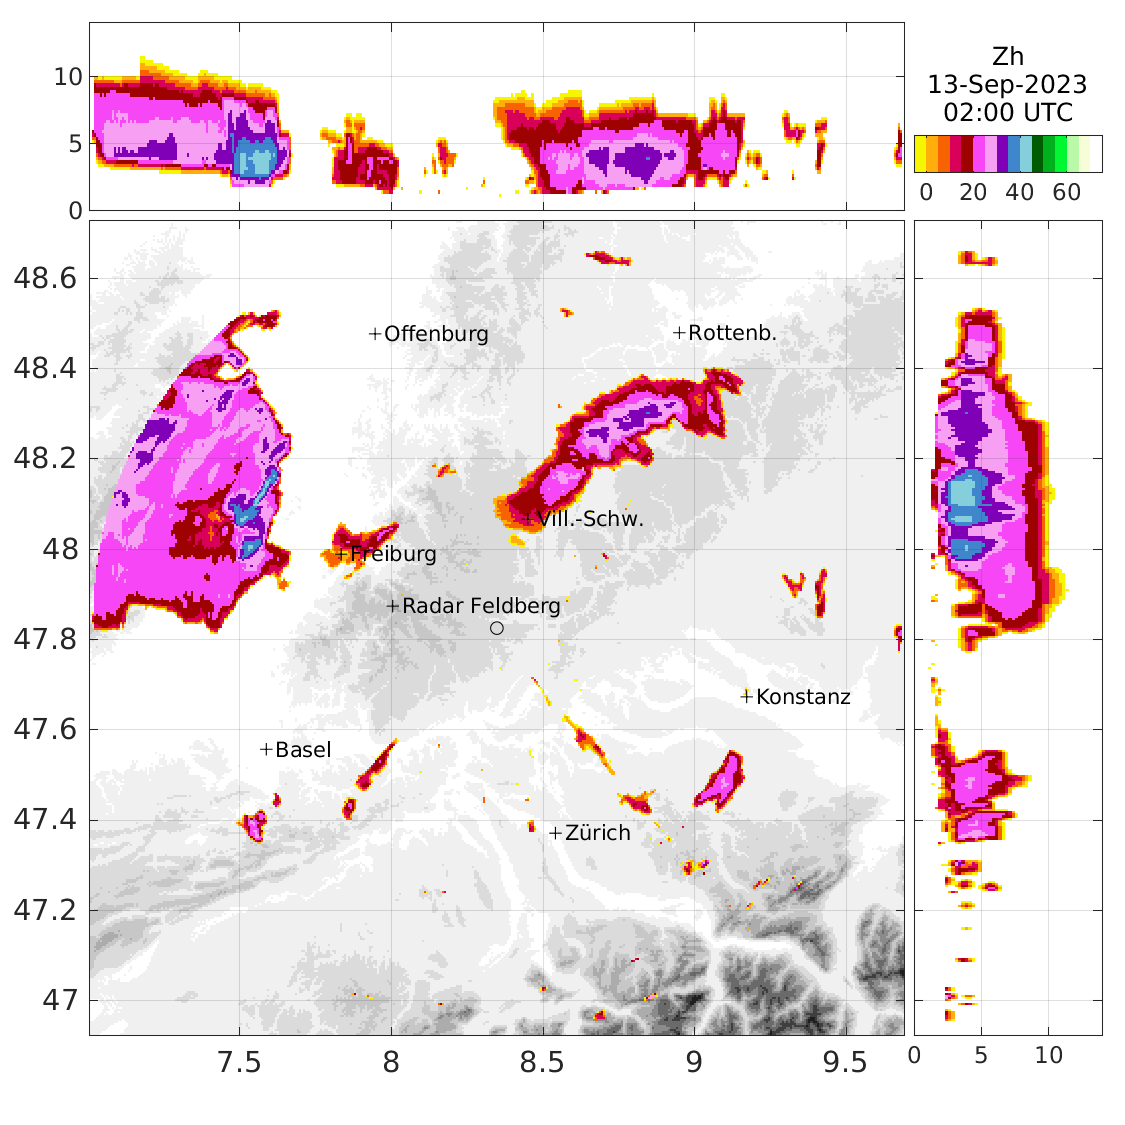 10
5
0
Zh
13-Sep-2023
02:00 UTC
0 20 40 60
48.6
48.4
48.2
48
47.8
47.6
47.4
47.2
47
+Offenburg
+Rottenb.
+Vill.-Schw.
+Freiburg
+Radar Feldberg
+Konstanz
+Basel
+Zürich
7.5 8 8.5 9 9.5
0 5 10